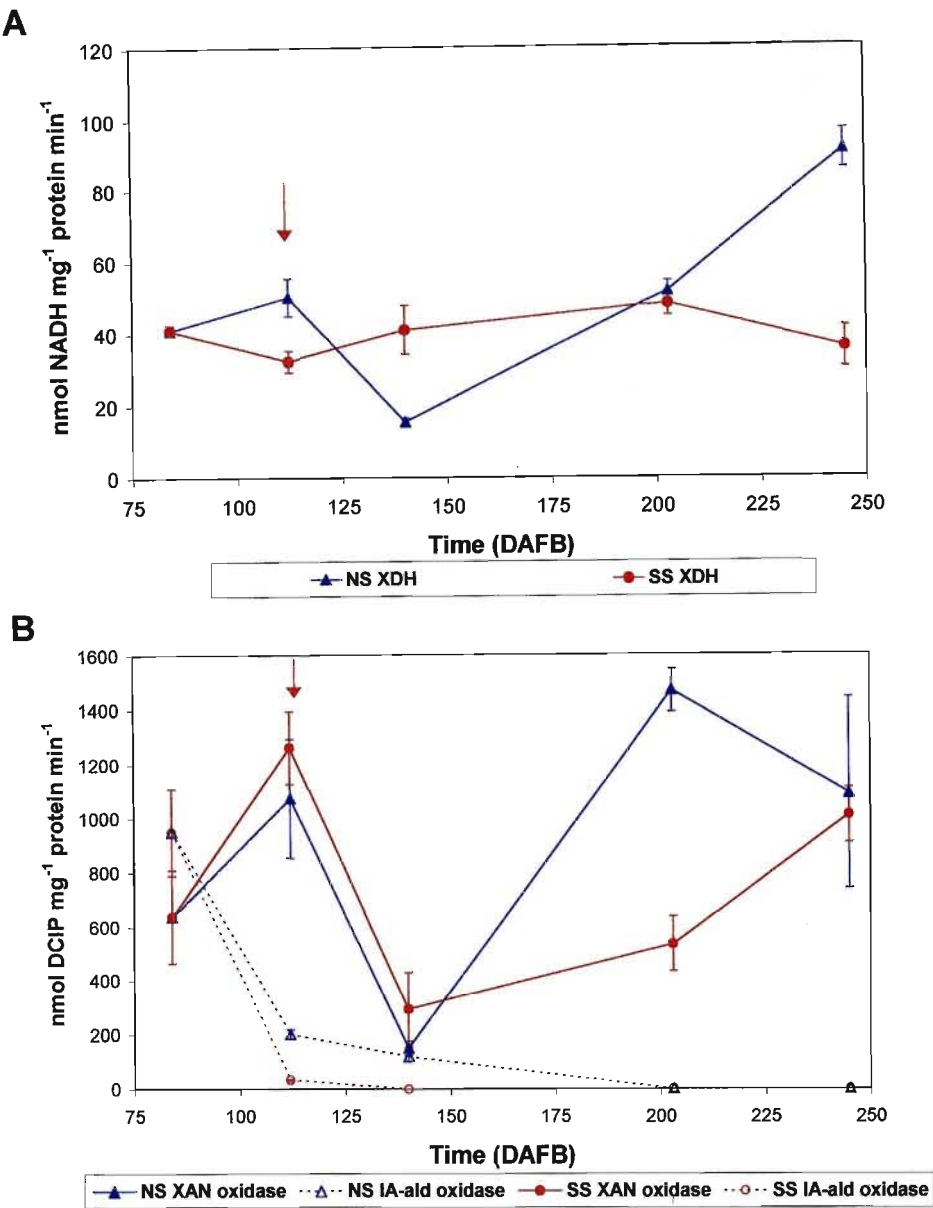 A
nmol NADH mg⁻¹ protein min⁻¹
120
100
80
60
40
20
0
75 100 125 150 175 200 225 250
Time (DAFB)
NS XDH SS XDH
B
nmol DCIP mg⁻¹ protein min⁻¹
1600
1400
1200
1000
800
600
400
200
0
75 100 125 150 175 200 225 250
Time (DAFB)
NS XAN oxidase NS IA-ald oxidase SS XAN oxidase SS IA-ald oxidase